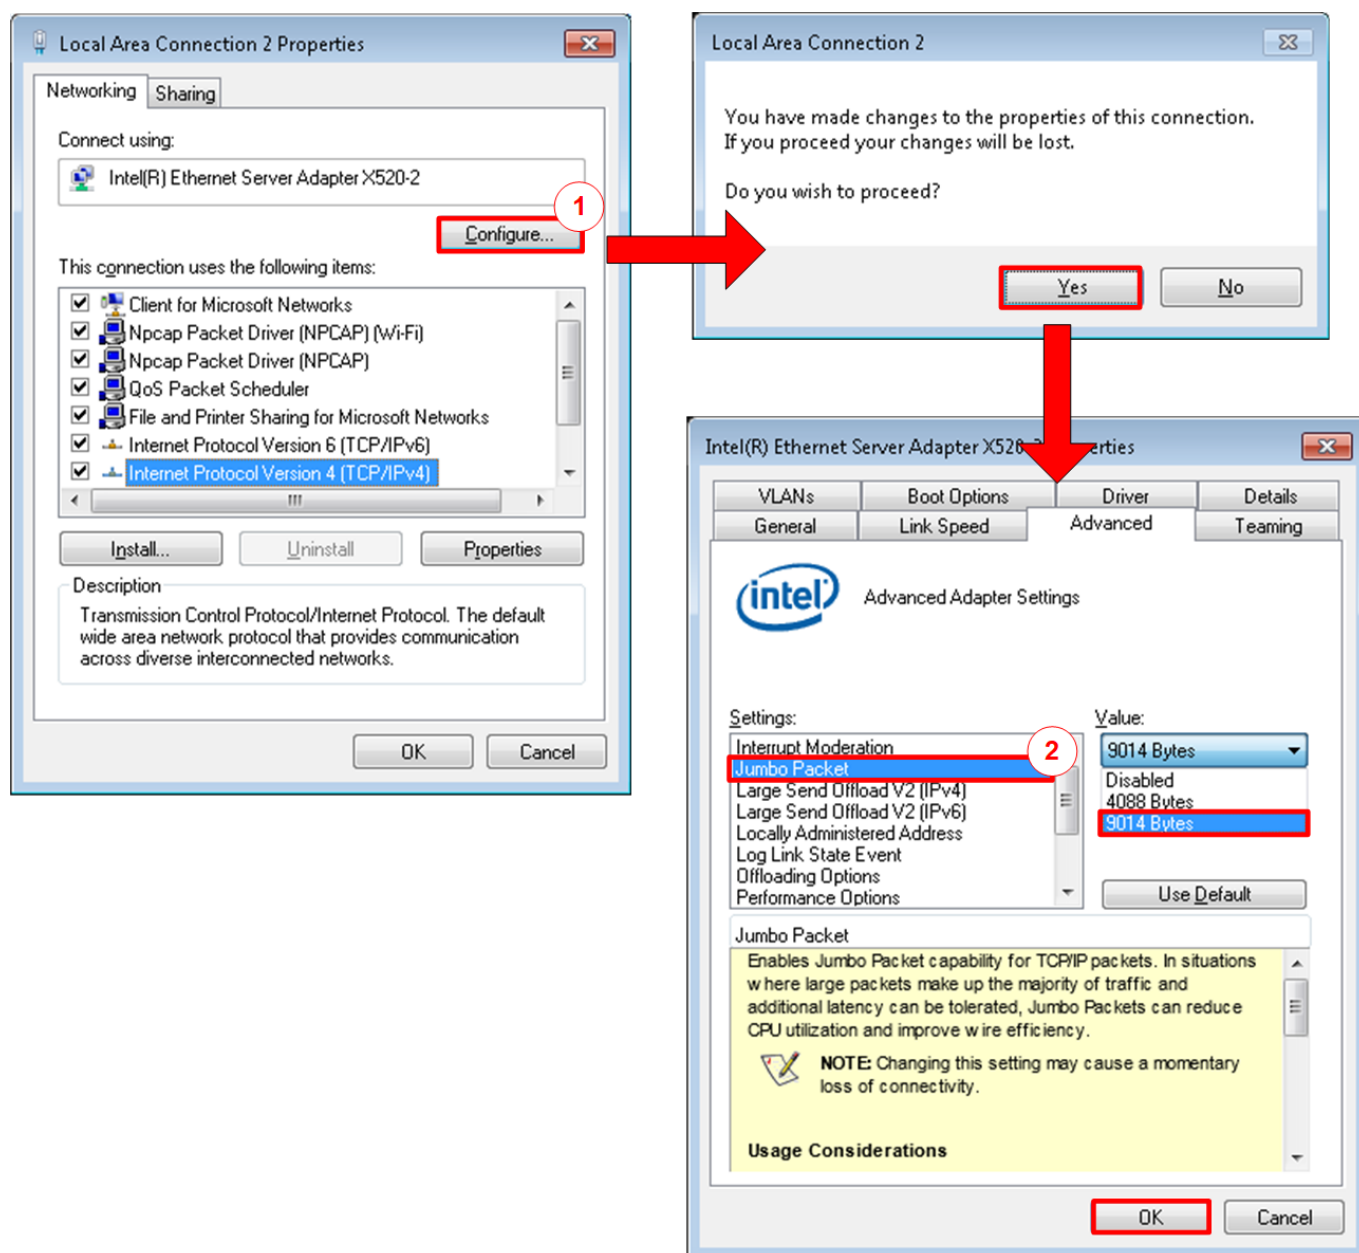 Local Area Connection 2 Properties
Networking
Sharing
Connect using:
Intel(R) Ethernet Server Adapter X520-2
1
Configure...
This connection uses the following items:
Client for Microsoft Networks
Npcap Packet Driver (NPCAP) (Wi-Fi)
Npcap Packet Driver (NPCAP)
QoS Packet Scheduler
File and Printer Sharing for Microsoft Networks
Internet Protocol Version 6 (TCP/IPv6)
Internet Protocol Version 4 (TCP/IPv4)
Install...
Uninstall
Properties
Description
Transmission Control Protocol/Internet Protocol. The default
wide area network protocol that provides communication
across diverse interconnected networks.
OK
Cancel
Local Area Connection 2
You have made changes to the properties of this connection.
If you proceed your changes will be lost.
Do you wish to proceed?
Yes
No
Intel(R) Ethernet Server Adapter
VLANs
Boot Options
Driver
Details
General
Link Speed
Advanced
Teaming
intel
Advanced Adapter Settings
Settings:
Value:
Interrupt Moderation
Jumbo Packet
Large Send Offload V2 (IPv4)
Large Send Offload V2 (IPv6)
Locally Administered Address
Log Link State Event
Offloading Options
Performance Options
2
9014 Bytes
Disabled
4088 Bytes
9014 Bytes
Use Default
Jumbo Packet
Enables Jumbo Packet capability for TCP/IP packets. In situations
where large packets make up the majority of traffic and
additional latency can be tolerated, Jumbo Packets can reduce
CPU utilization and improve wire efficiency.
NOTE: Changing this setting may cause a momentary
loss of connectivity.
Usage Considerations
OK
Cancel